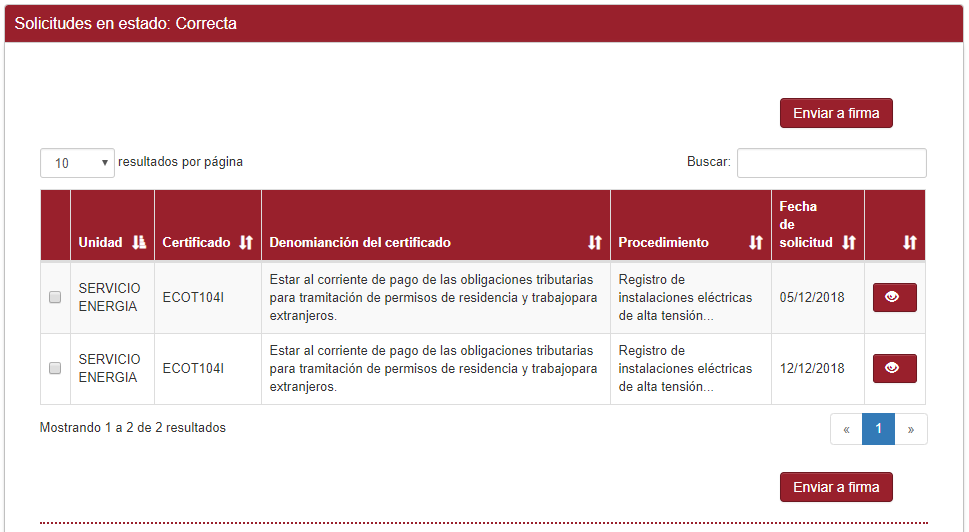 Solicitudes en estado: Correcta
Enviar a firma
10 resultados por página
Buscar:
Unidad
Certificado
Denomianción del certificado
Procedimiento
Fecha
de
solicitud
SERVICIO
ENERGIA
ECOT104I
Estar al corriente de pago de las obligaciones tributarias
para tramitación de permisos de residencia y trabajopara
extranjeros.
Registro de
instalaciones eléctricas
de alta tensión...
05/12/2018
SERVICIO
ENERGIA
ECOT104I
Estar al corriente de pago de las obligaciones tributarias
para tramitación de permisos de residencia y trabajopara
extranjeros.
Registro de
instalaciones eléctricas
de alta tensión...
12/12/2018
Mostrando 1 a 2 de 2 resultados
« 1 »
Enviar a firma